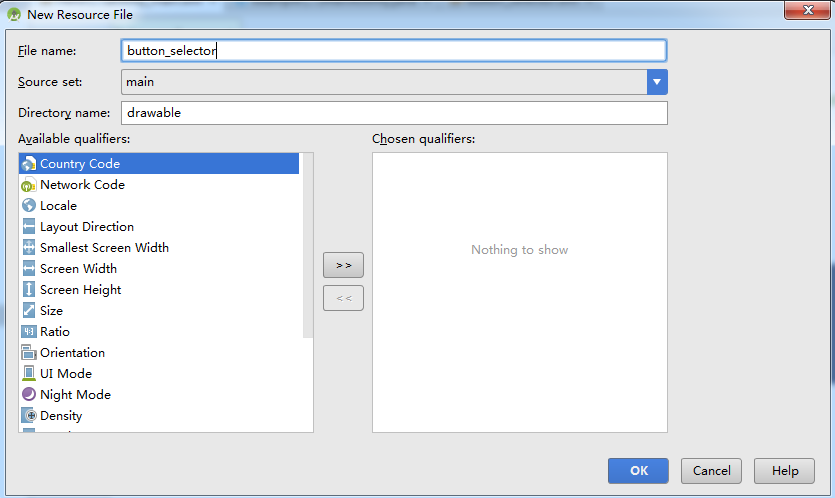 New Resource File
File name: button_selector
Source set: main
Directory name: drawable
Available qualifiers: Chosen qualifiers:
Country Code
Network Code
Locale
Layout Direction
Smallest Screen Width
Screen Width
Screen Height
Size
Ratio
Orientation
UI Mode
Night Mode
Density
>>
<<
Nothing to show
OK Cancel Help